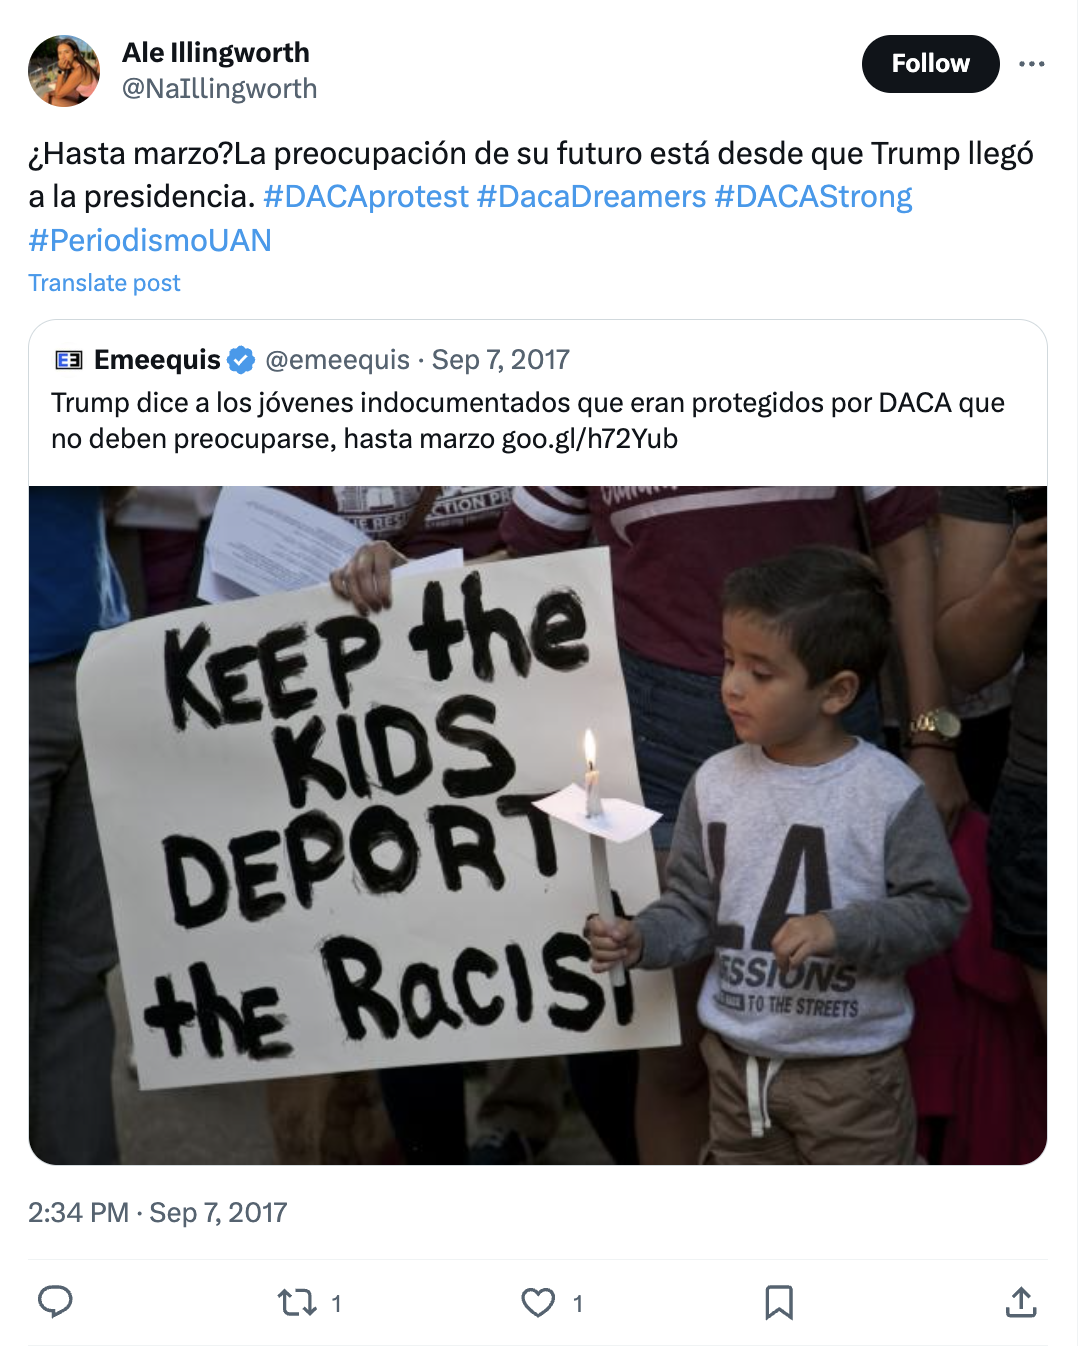 Ale Illingworth
@NaIllingworth
Follow
¿Hasta marzo?La preocupación de su futuro está desde que Trump llegó
a la presidencia. #DACAprotest #DacaDreamers #DACAStrong
#PeriodismoUAN
Translate post
Emeequis @emeequis · Sep 7, 2017
Trump dice a los jóvenes indocumentados que eran protegidos por DACA que
no deben preocuparse, hasta marzo goo.gl/h72Yub
KEEP the
KIDS
DEPORT
the RacIST
LA
SSIONS
TO THE STREETS
2:34 PM · Sep 7, 2017
1
1